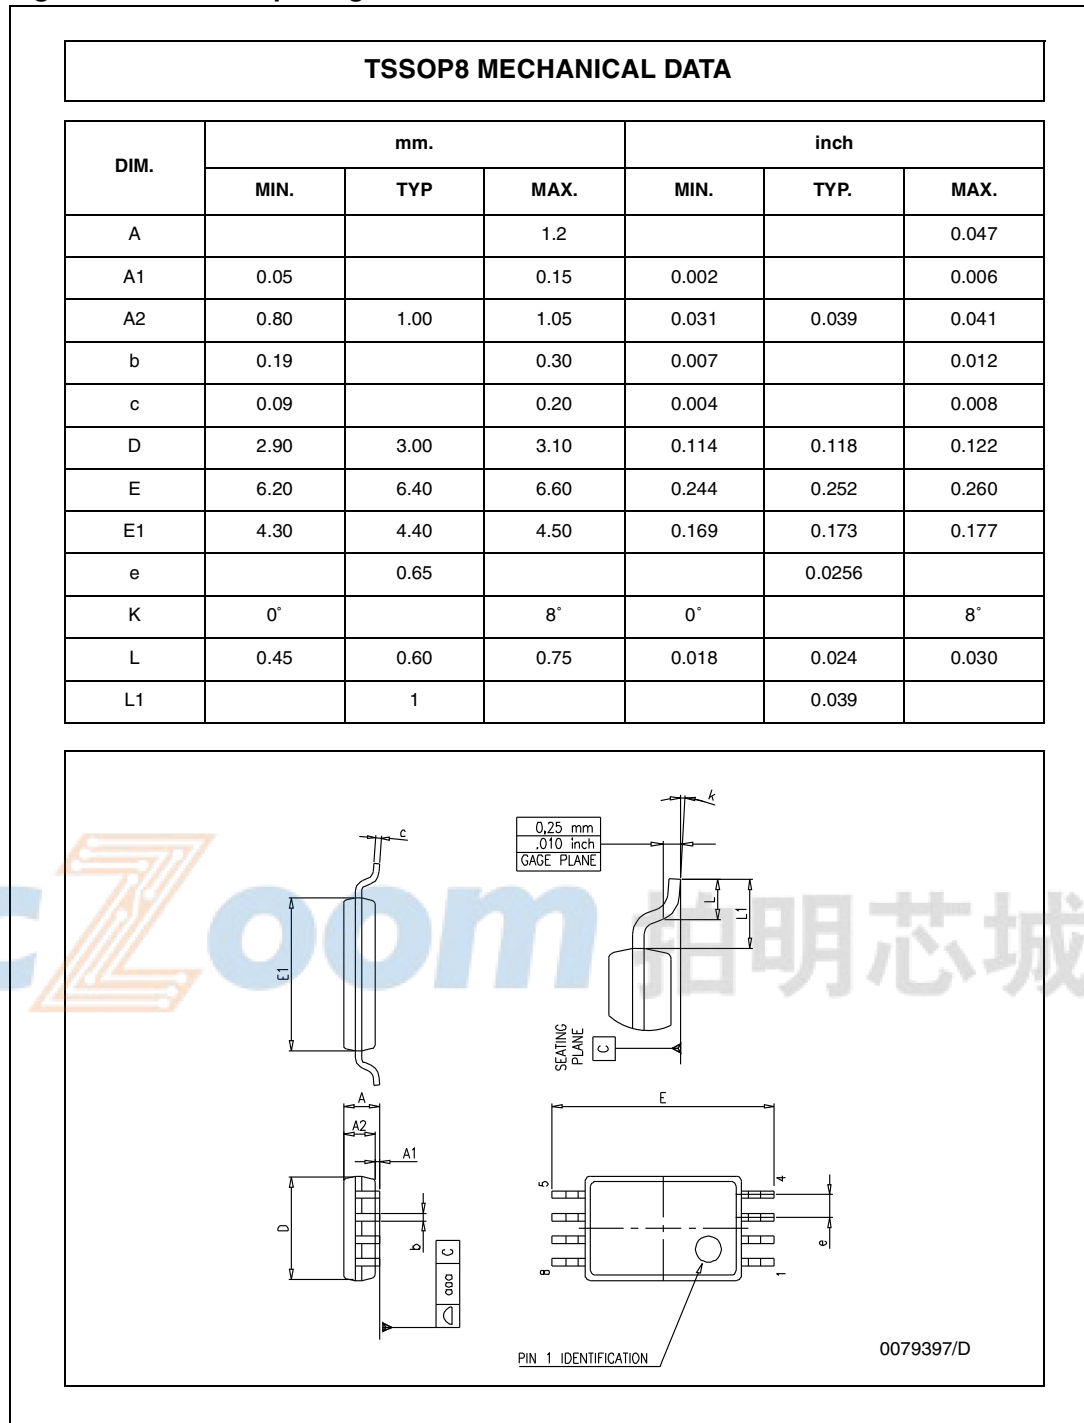 TSSOP8 MECHANICAL DATA
DIM. mm. inch
MIN. TYP MAX. MIN. TYP. MAX.
A 1.2 0.047
A1 0.05 0.15 0.002 0.006
A2 0.80 1.00 1.05 0.031 0.039 0.041
b 0.19 0.30 0.007 0.012
c 0.09 0.20 0.004 0.008
D 2.90 3.00 3.10 0.114 0.118 0.122
E 6.20 6.40 6.60 0.244 0.252 0.260
E1 4.30 4.40 4.50 0.169 0.173 0.177
e 0.65 0.0256
K 0° 8° 0° 8°
L 0.45 0.60 0.75 0.018 0.024 0.030
L1 1 0.039
k
c
0,25 mm
.010 inch
GAGE PLANE
L
L1
E1
cZoom 拍明芯城
SEATING
PLANE
C
A
E
A2
A1
5
4
D
b
e
C
aaa
8
1
PIN 1 IDENTIFICATION
0079397/D